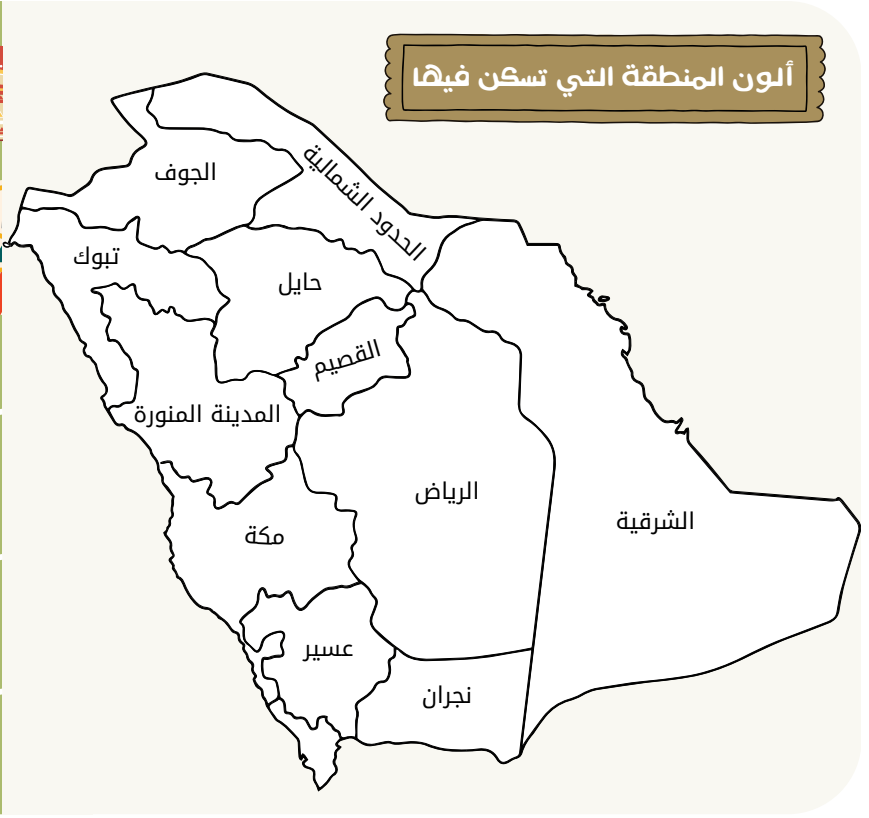 ألون المنطقة التي تسكن فيها
الجوف
الحدود الشمالية
تبوك
حايل
القصيم
المدينة المنورة
الرياض
الشرقية
مكة
عسير
نجران